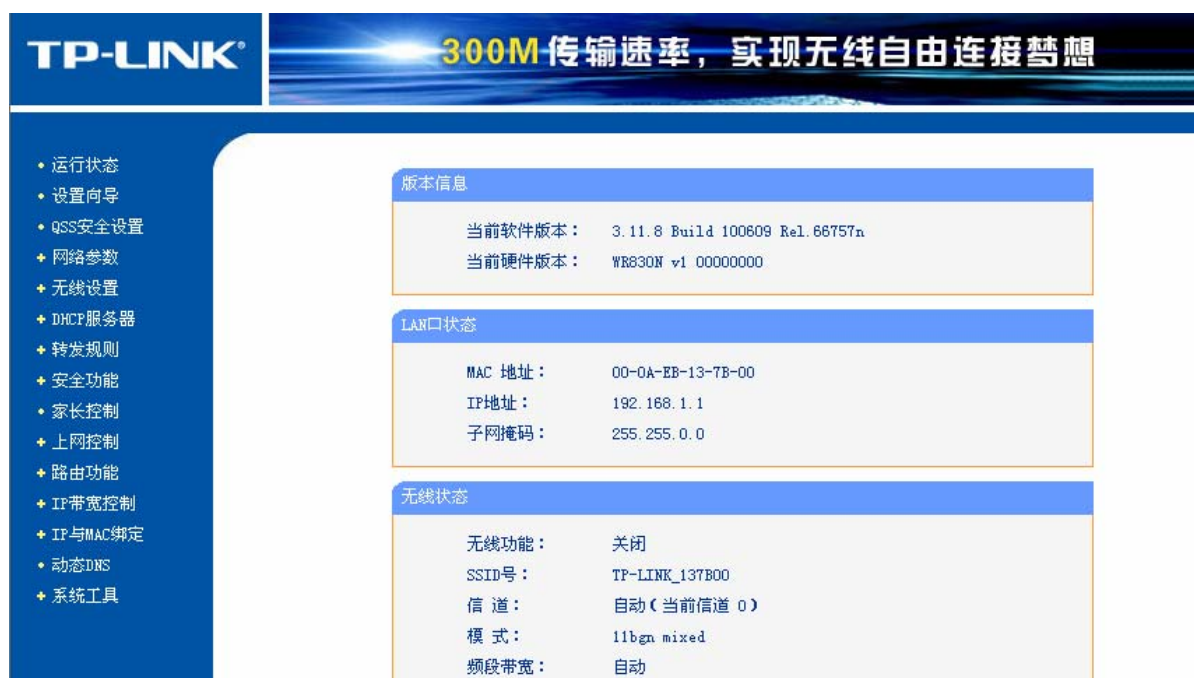 TP-LINK®
300M 传输速率，实现无线自由连接梦想
运行状态
设置向导
QSS安全设置
网络参数
无线设置
DHCP服务器
转发规则
安全功能
家长控制
上网控制
路由功能
IP带宽控制
IP与MAC绑定
动态DNS
系统工具
版本信息
当前软件版本： 3.11.8 Build 100609 Rel.66757n
当前硬件版本： WR830N v1 00000000
LAN口状态
MAC 地址： 00-0A-EB-13-7B-00
IP地址： 192.168.1.1
子网掩码： 255.255.0.0
无线状态
无线功能： 关闭
SSID号： TP-LINK_137B00
信 道： 自动（当前信道 0）
模 式： 11bgn mixed
频段带宽： 自动